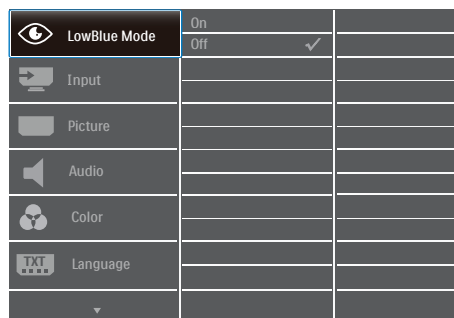 LowBlue Mode
On
Off
Input
Picture
Audio
Color
TXT
Language